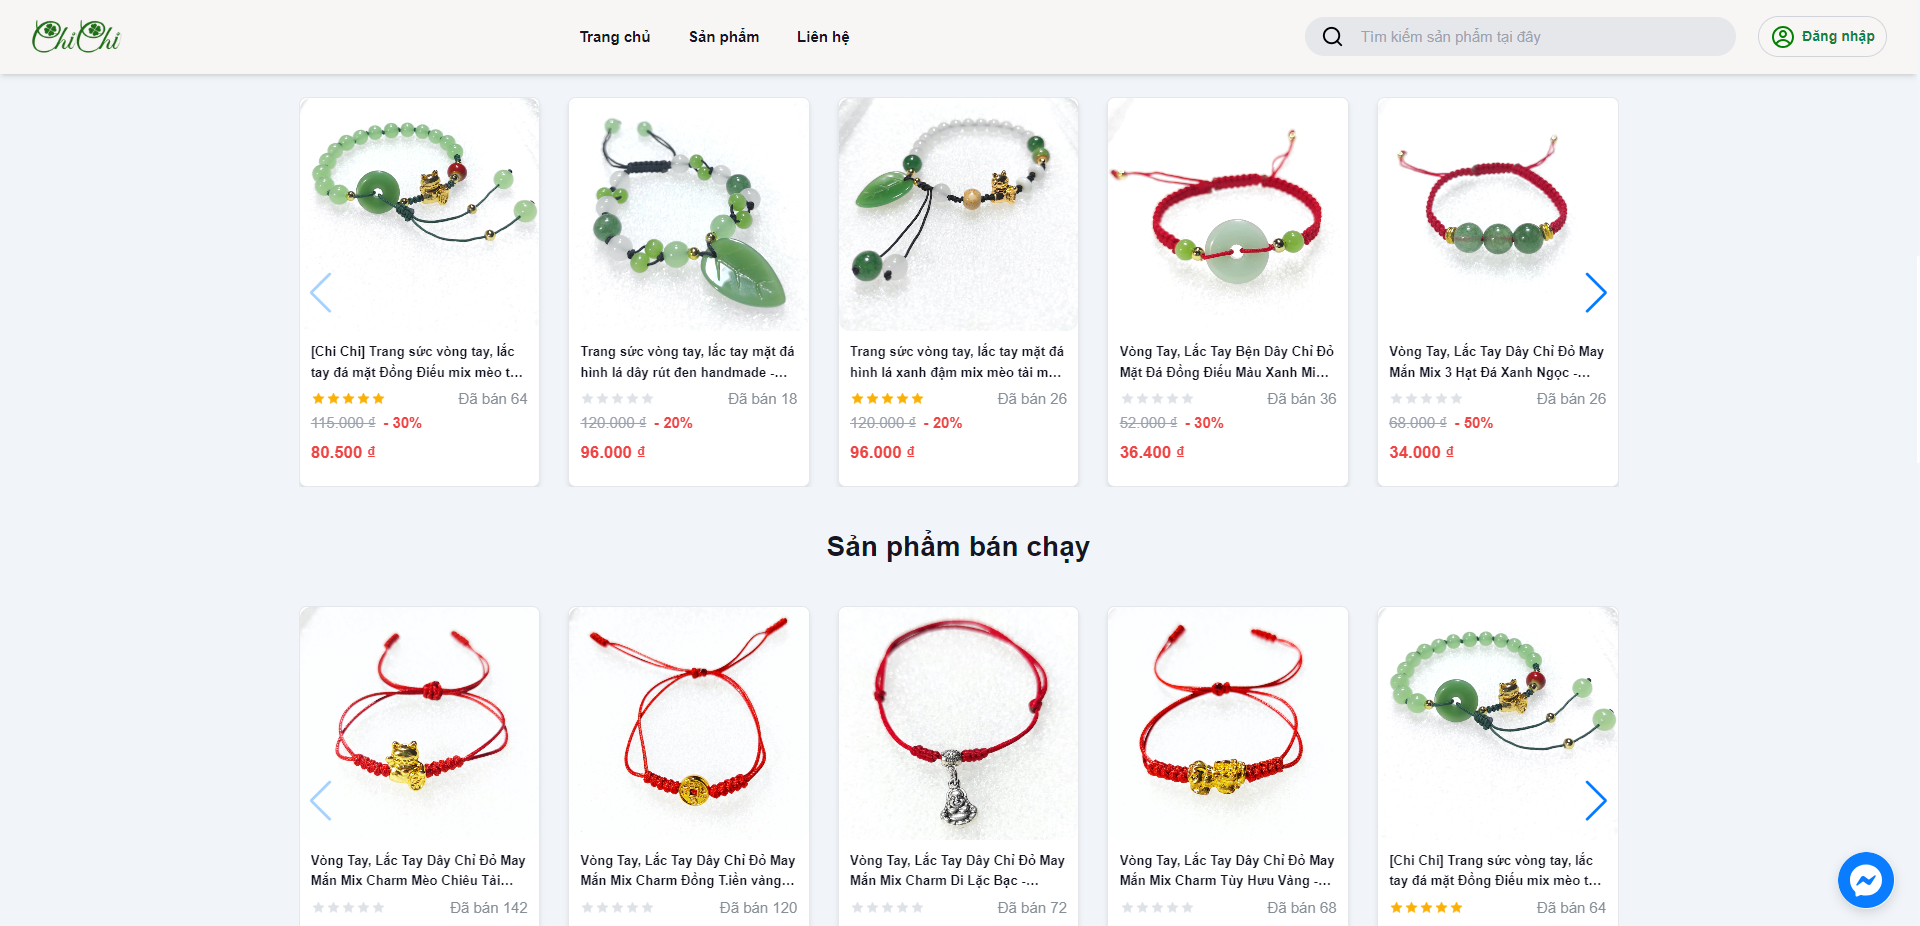 ChiChi
Trang chủ
Sản phẩm
Liên hệ
Tìm kiếm sản phẩm tại đây
Đăng nhập
[Chi Chi] Trang sức vòng tay, lắc
tay đá mặt Đồng Điếu mix mèo t...
Đã bán 64
115.000 ₫ - 30%
80.500 ₫
Trang sức vòng tay, lắc tay mặt đá
hình lá dây rút đen handmade -...
Đã bán 18
120.000 ₫ - 20%
96.000 ₫
Trang sức vòng tay, lắc tay mặt đá
hình lá xanh đậm mix mèo tài m...
Đã bán 26
120.000 ₫ - 20%
96.000 ₫
Vòng Tay, Lắc Tay Bện Dây Chỉ Đỏ
Mặt Đá Đồng Điếu Màu Xanh Mi...
Đã bán 36
52.000 ₫ - 30%
36.400 ₫
Vòng Tay, Lắc Tay Dây Chỉ Đỏ May
Mắn Mix 3 Hạt Đá Xanh Ngọc -...
Đã bán 26
68.000 ₫ - 50%
34.000 ₫
Sản phẩm bán chạy
Vòng Tay, Lắc Tay Dây Chỉ Đỏ May
Mắn Mix Charm Mèo Chiêu Tài...
Đã bán 142
Vòng Tay, Lắc Tay Dây Chỉ Đỏ May
Mắn Mix Charm Đồng T.iền vàng...
Đã bán 120
Vòng Tay, Lắc Tay Dây Chỉ Đỏ May
Mắn Mix Charm Di Lặc Bạc -...
Đã bán 72
Vòng Tay, Lắc Tay Dây Chỉ Đỏ May
Mắn Mix Charm Tùy Hưu Vàng -...
Đã bán 68
[Chi Chi] Trang sức vòng tay, lắc
tay đá mặt Đồng Điếu mix mèo t...
Đã bán 64